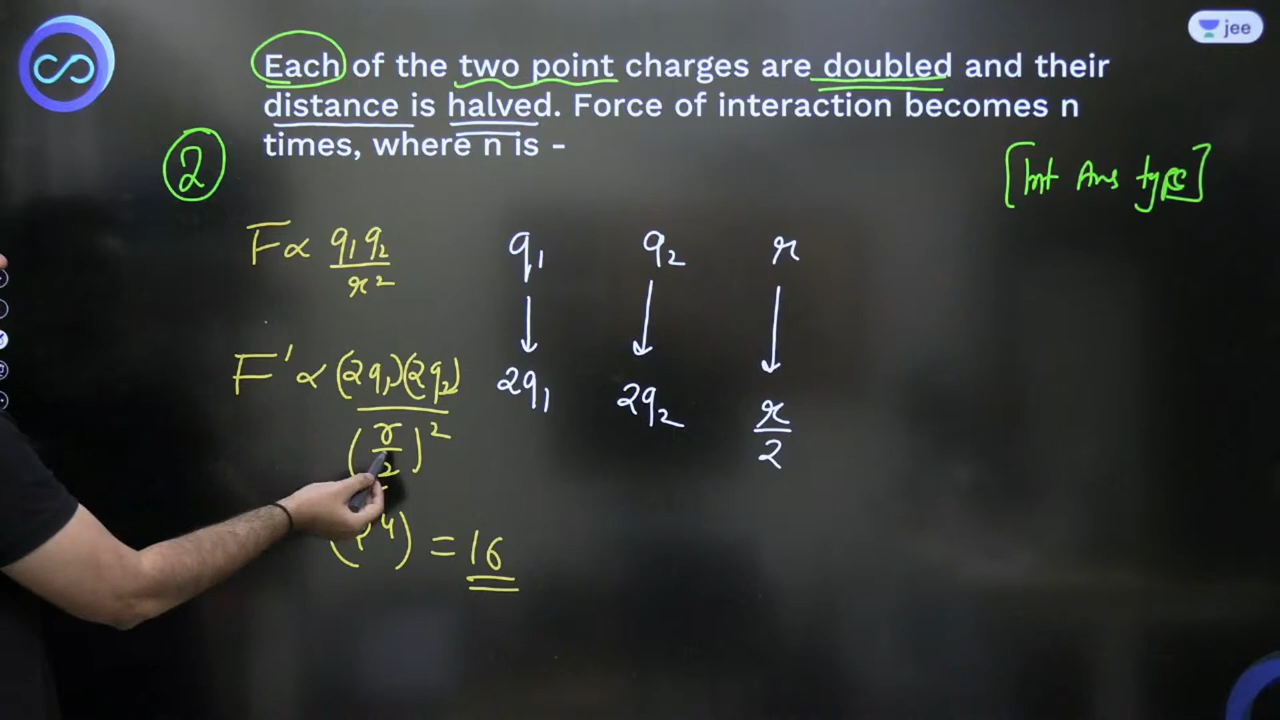 jee
Each of the two point charges are doubled and their
distance is halved. Force of interaction becomes n
times, where n is -
2
[Int Ans type]
F ∝ q₁q₂/r²
q₁ q₂ r
F' ∝ (2q₁)(2q₂)/(r/2)²
2q₁ 2q₂ r/2
(2⁴) = 16